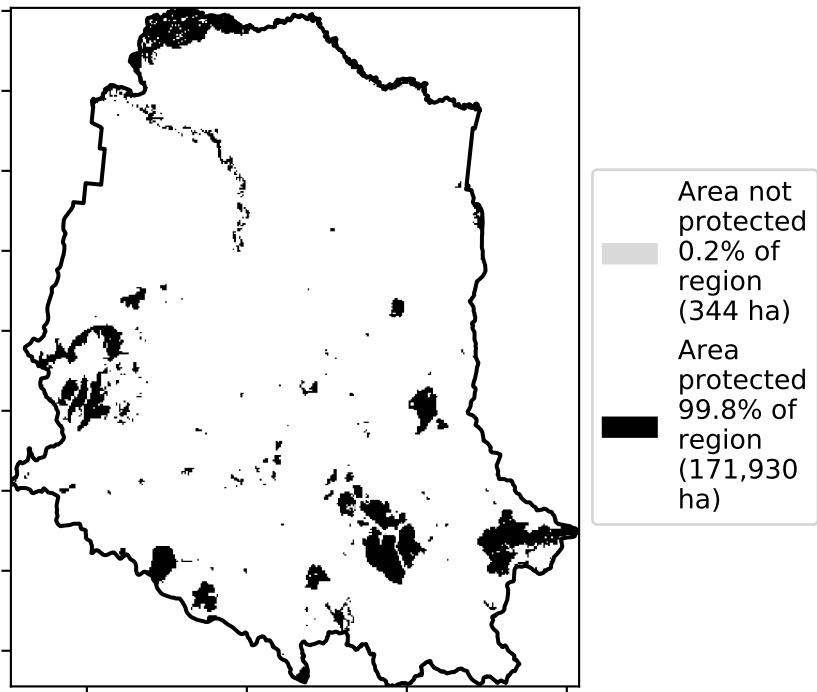 Area not
protected
0.2% of
region
(344 ha)
Area
protected
99.8% of
region
(171,930
ha)